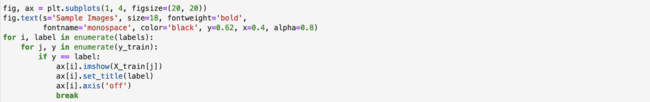 fig, ax = plt.subplots(1, 4, figsize=(20, 20))
fig.text(s='Sample Images', size=18, fontweight='bold',
         fontname='monospace', color='black', y=0.62, x=0.4, alpha=0.8)
for i, label in enumerate(labels):
    for j, y in enumerate(y_train):
        if y == label:
            ax[i].imshow(X_train[j])
            ax[i].set_title(label)
            ax[i].axis('off')
            break